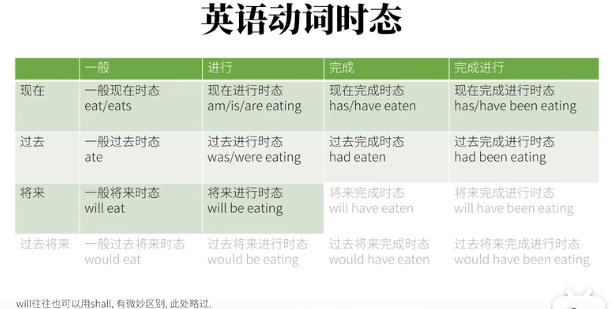 英语动词时态
一般 进行 完成 完成进行
现在 一般现在时态 现在进行时态 现在完成时态 现在完成进行时态
eat/eats am/is/are eating has/have eaten has/have been eating
过去 一般过去时态 过去进行时态 过去完成时态 过去完成进行时态
ate was/were eating had eaten had been eating
将来 一般将来时态 将来进行时态 将来完成时态 将来完成进行时态
will eat will be eating will have eaten will have been eating
过去将来 一般过去将来时态 过去将来进行时态 过去将来完成时态 过去将来完成进行时态
would eat would be eating would have eaten would have been eating
will往往也可以用shall, 有微妙区别, 此处略过.